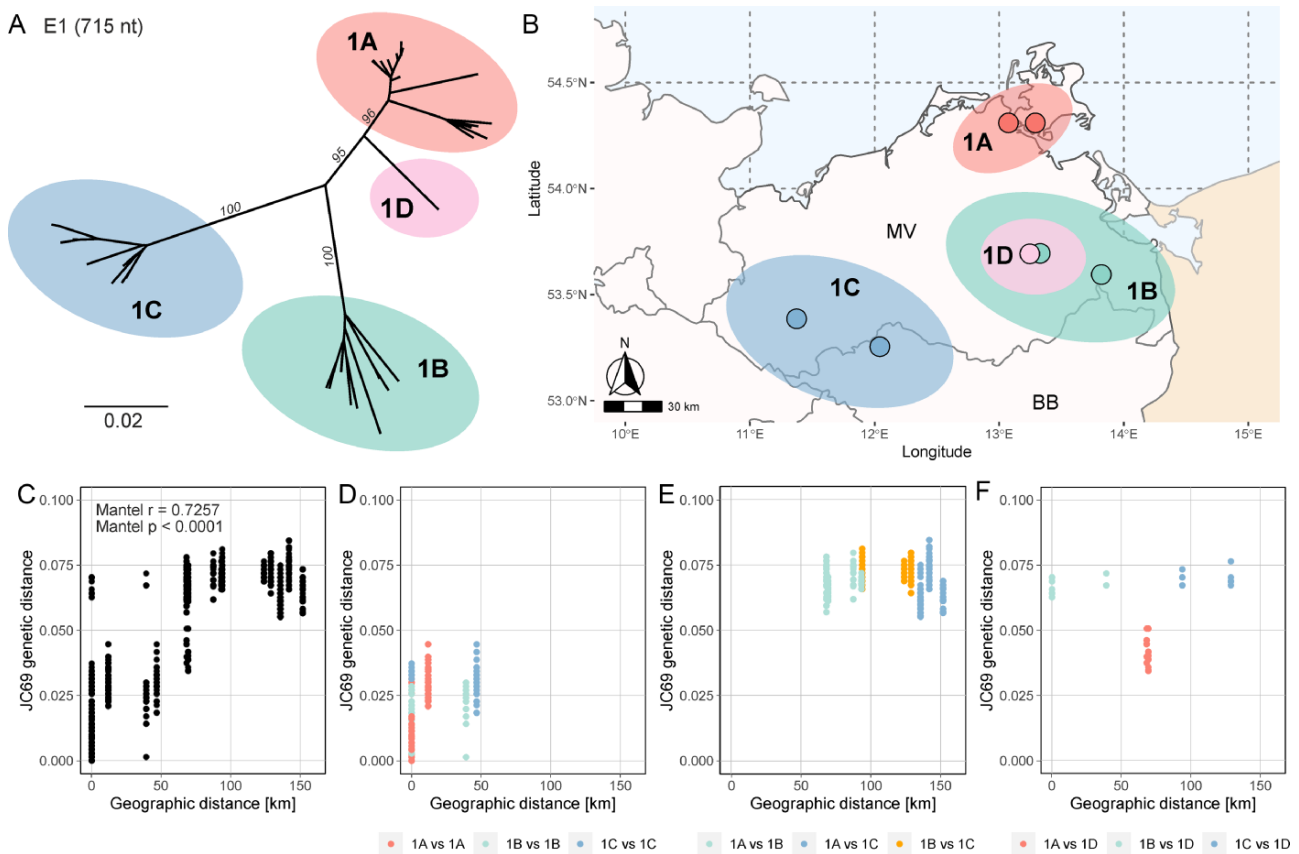 A E1 (715 nt)
1A
96
95
1D
100
1C
100
1B
0.02
B
54.5°N
54.0°N
53.5°N
53.0°N
Latitude
1A
MV
1D
1B
1C
N
30 km
BB
10°E 11°E 12°E 13°E 14°E 15°E
Longitude
C
Mantel r = 0.7257
Mantel p < 0.0001
JC69 genetic distance
0.100
0.075
0.050
0.025
0.000
0 50 100 150
Geographic distance [km]
D
JC69 genetic distance
0.100
0.075
0.050
0.025
0.000
0 50 100 150
Geographic distance [km]
1A vs 1A 1B vs 1B 1C vs 1C
E
JC69 genetic distance
0.100
0.075
0.050
0.025
0.000
0 50 100 150
Geographic distance [km]
1A vs 1B 1A vs 1C 1B vs 1C
F
JC69 genetic distance
0.100
0.075
0.050
0.025
0.000
0 50 100 150
Geographic distance [km]
1A vs 1D 1B vs 1D 1C vs 1D